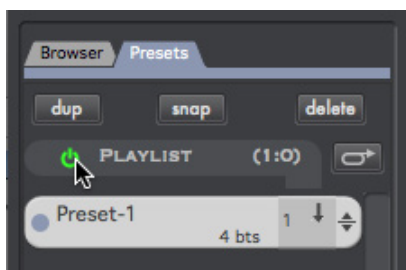 Browser Presets
dup snap delete
PLAYLIST (1:0)
Preset-1 1
4 bts